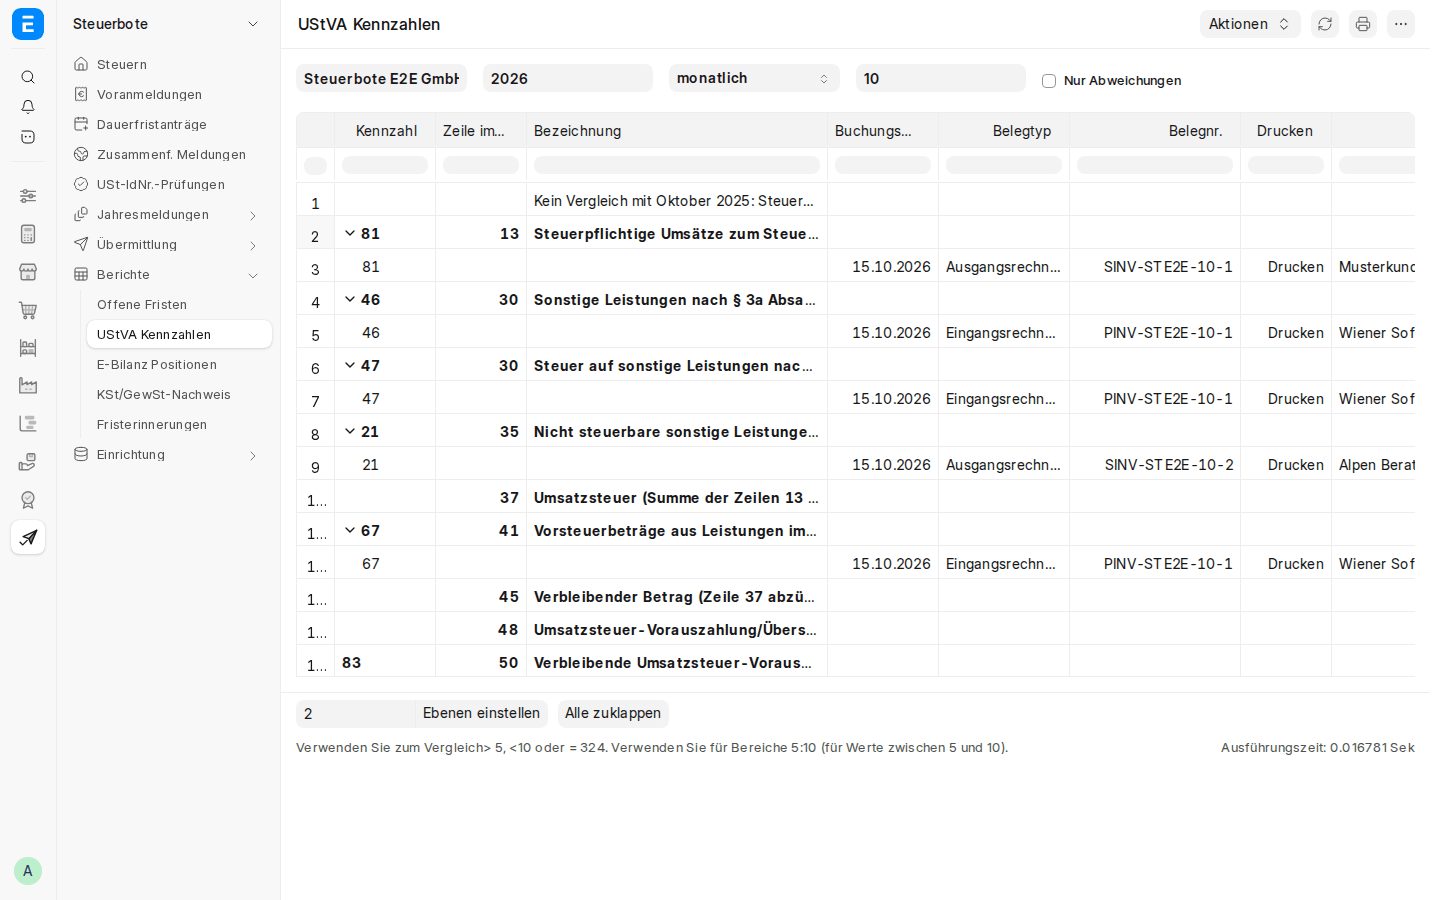 Steuerbote
UStVA Kennzahlen
Aktionen
Steuern
Voranmeldungen
Dauerfristanträge
Zusammenf. Meldungen
USt-IdNr.-Prüfungen
Jahresmeldungen
Übermittlung
Berichte
Offene Fristen
UStVA Kennzahlen
E-Bilanz Positionen
KSt/GewSt-Nachweis
Fristerinnerungen
Einrichtung
A
Steuerbote E2E GmbH 2026 monatlich 10 Nur Abweichungen
Kennzahl Zeile im... Bezeichnung Buchungs... Belegtyp Belegnr. Drucken
1 Kein Vergleich mit Oktober 2025: Steuer...
2 81 13 Steuerpflichtige Umsätze zum Steue...
3 81 15.10.2026 Ausgangsrechn... SINV-STE2E-10-1 Drucken Musterkund
4 46 30 Sonstige Leistungen nach § 3a Absa...
5 46 15.10.2026 Eingangsrechn... PINV-STE2E-10-1 Drucken Wiener Sof
6 47 30 Steuer auf sonstige Leistungen nac...
7 47 15.10.2026 Eingangsrechn... PINV-STE2E-10-1 Drucken Wiener Sof
8 21 35 Nicht steuerbare sonstige Leistunge...
9 21 15.10.2026 Ausgangsrechn... SINV-STE2E-10-2 Drucken Alpen Berat
1... 37 Umsatzsteuer (Summe der Zeilen 13 ...
1... 67 41 Vorsteuerbeträge aus Leistungen im...
1... 67 15.10.2026 Eingangsrechn... PINV-STE2E-10-1 Drucken Wiener Sof
1... 45 Verbleibender Betrag (Zeile 37 abzü...
1... 48 Umsatzsteuer-Vorauszahlung/Übers...
1... 83 50 Verbleibende Umsatzsteuer-Voraus...
2 Ebenen einstellen Alle zuklappen
Verwenden Sie zum Vergleich> 5, <10 oder = 324. Verwenden Sie für Bereiche 5:10 (für Werte zwischen 5 und 10). Ausführungszeit: 0.016781 Sek